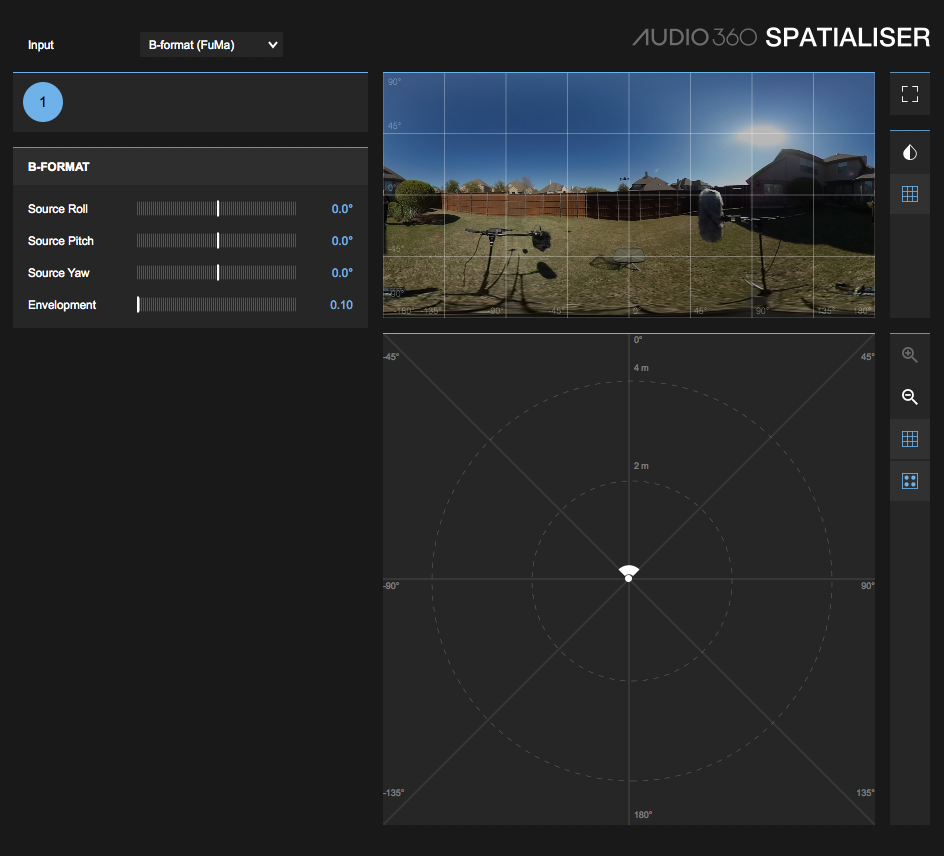 Input
B-format (FuMa)
AUDIO360 SPATIALISER
1
B-FORMAT
Source Roll
0.0°
Source Pitch
0.0°
Source Yaw
0.0°
Envelopment
0.10
90°
45°
0°
-45°
-90°
-180°
-135°
-90°
-45°
0°
45°
90°
135°
180°
-45°
0°
45°
4 m
2 m
-90°
90°
-135°
180°
135°